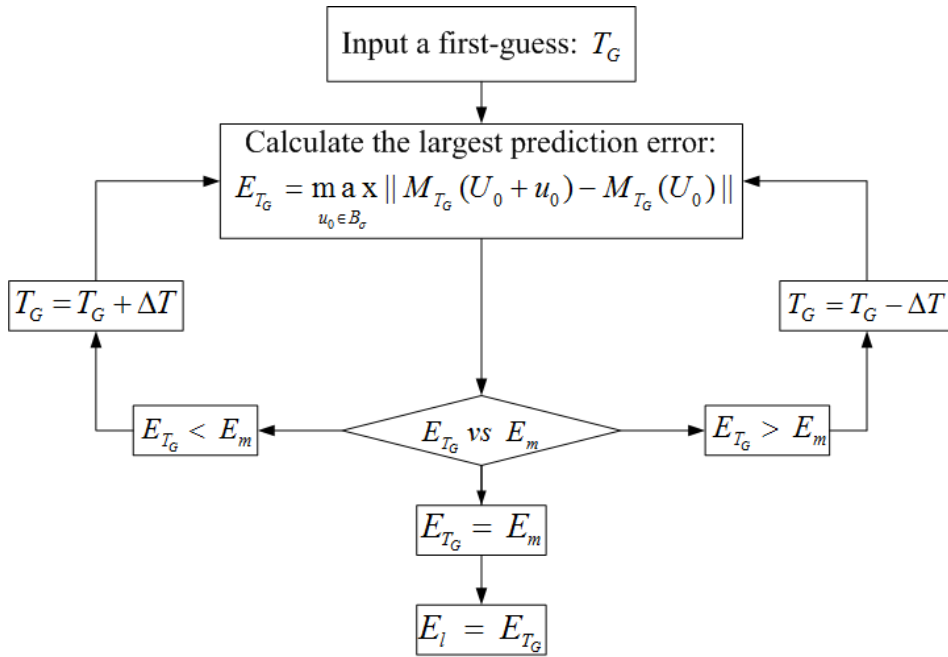 Input a first-guess: T_G
Calculate the largest prediction error:
E_{T_G} = max_{u_0 ∈ B_σ} || M_{T_G}(U_0 + u_0) − M_{T_G}(U_0) ||
T_G = T_G + ΔT
T_G = T_G − ΔT
E_{T_G} < E_m
E_{T_G} vs E_m
E_{T_G} > E_m
E_{T_G} = E_m
E_l = E_{T_G}